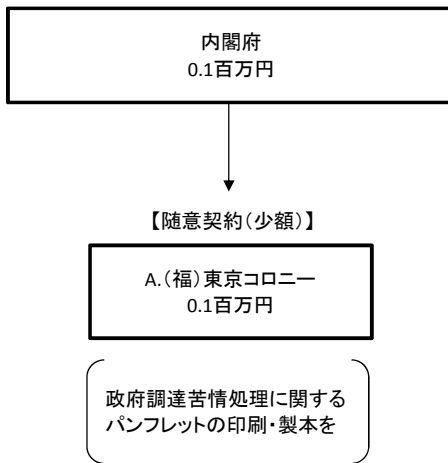 内閣府
0.1百万円
【随意契約（少額）】
A.（福）東京コロニー
0.1百万円
政府調達苦情処理に関する
パンフレットの印刷・製本を